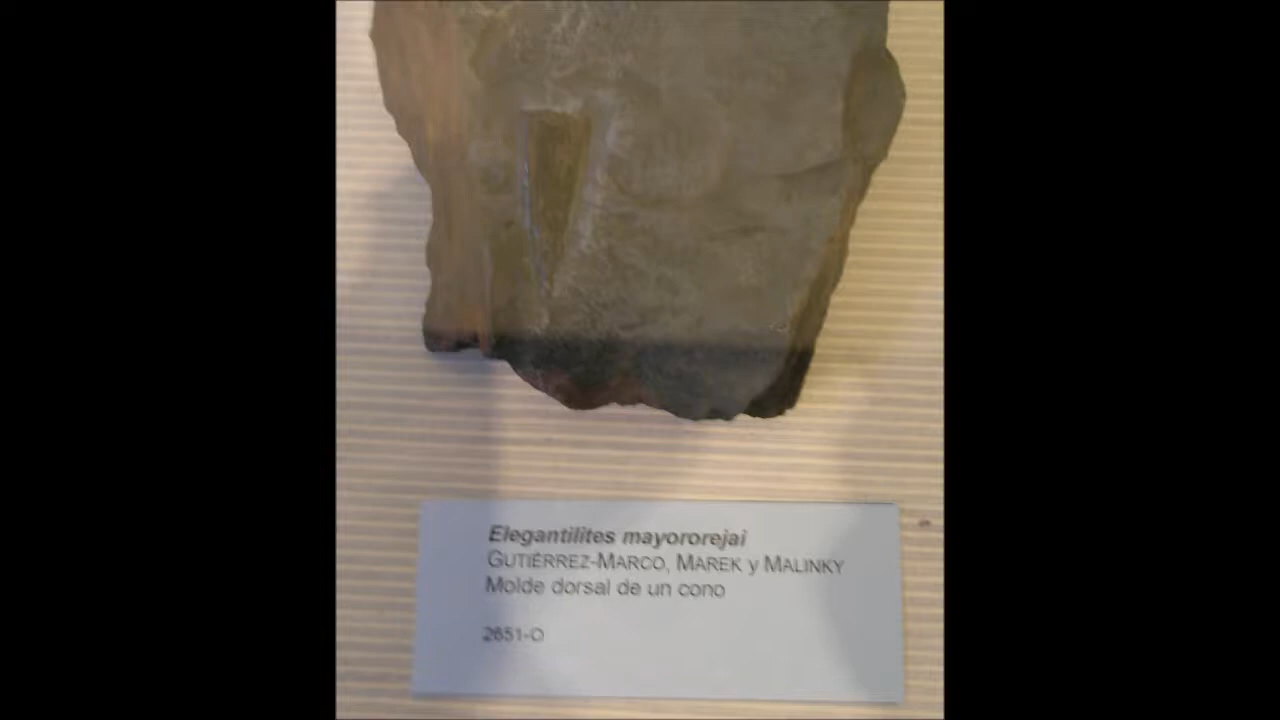 Elegantilites mayororejai
GUTIÉRREZ-MARCO, MAREK y MALINKY
Molde dorsal de un cono
2651-O